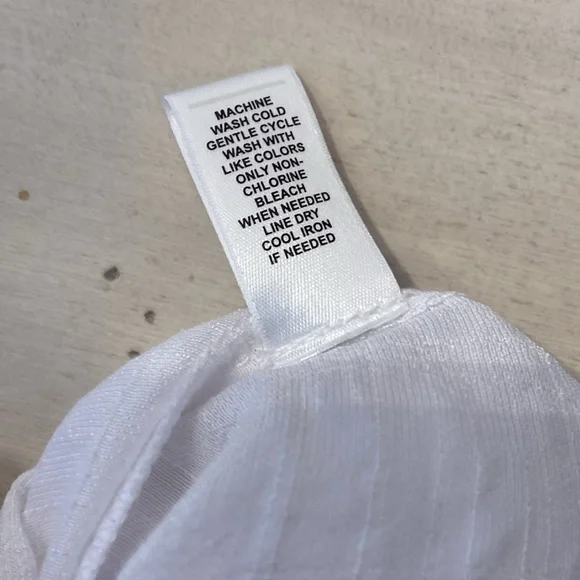 MACHINE
WASH COLD
GENTLE CYCLE
WASH WITH
LIKE COLORS
ONLY NON-
CHLORINE
BLEACH
WHEN NEEDED
LINE DRY
COOL IRON
IF NEEDED